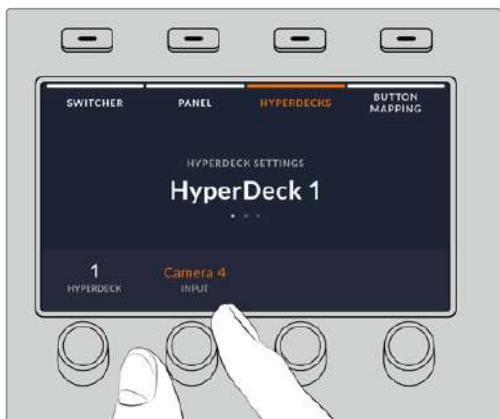 SWITCHER PANEL HYPERDECKS BUTTON MAPPING
HYPERDECK SETTINGS
HyperDeck 1
1 Camera 4
HYPERDECK INPUT